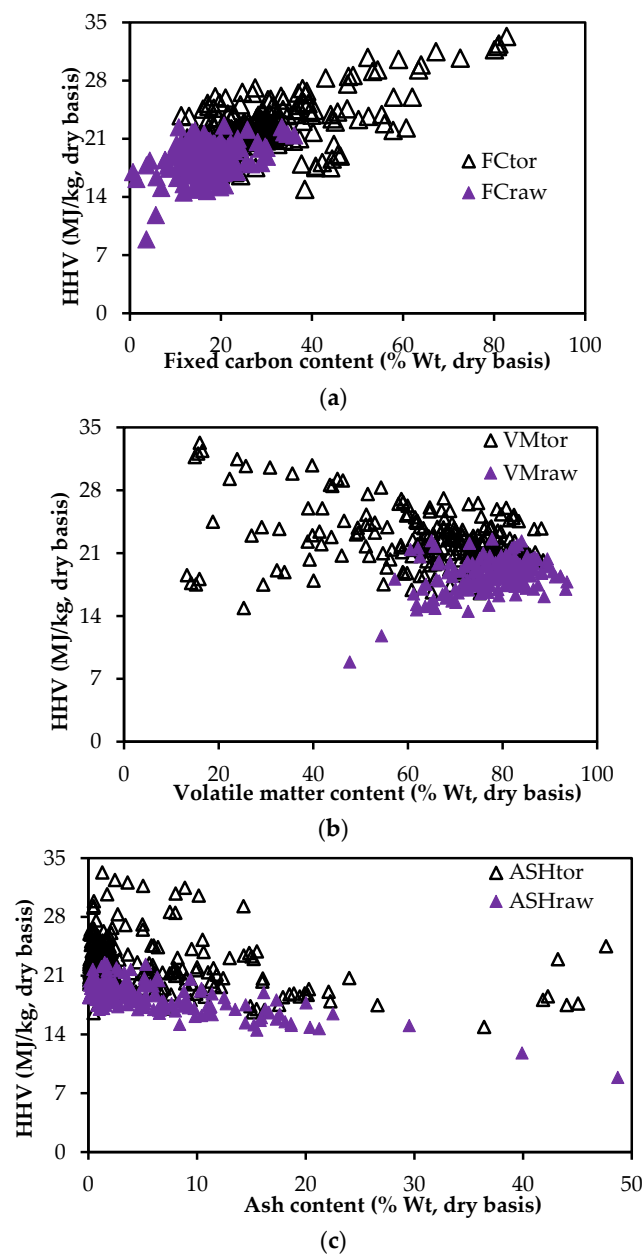 35
28
21
14
7
0
HHV (MJ/kg, dry basis)
FCtor
FCraw
0 20 40 60 80 100
Fixed carbon content (% Wt, dry basis)
(a)
35
28
21
14
7
0
HHV (MJ/kg, dry basis)
VMtor
VMraw
0 20 40 60 80 100
Volatile matter content (% Wt, dry basis)
(b)
35
28
21
14
7
0
HHV (MJ/kg, dry basis)
ASHtor
ASHraw
0 10 20 30 40 50
Ash content (% Wt, dry basis)
(c)